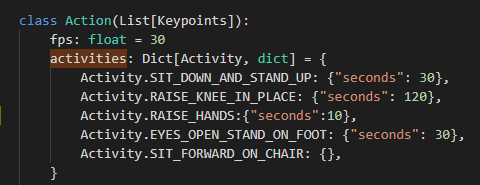 class Action(List[Keypoints]):
    fps: float = 30
    activities: Dict[Activity, dict] = {
        Activity.SIT_DOWN_AND_STAND_UP: {"seconds": 30},
        Activity.RAISE_KNEE_IN_PLACE: {"seconds": 120},
        Activity.RAISE_HANDS:{"seconds":10},
        Activity.EYES_OPEN_STAND_ON_FOOT: {"seconds": 30},
        Activity.SIT_FORWARD_ON_CHAIR: {},
    }